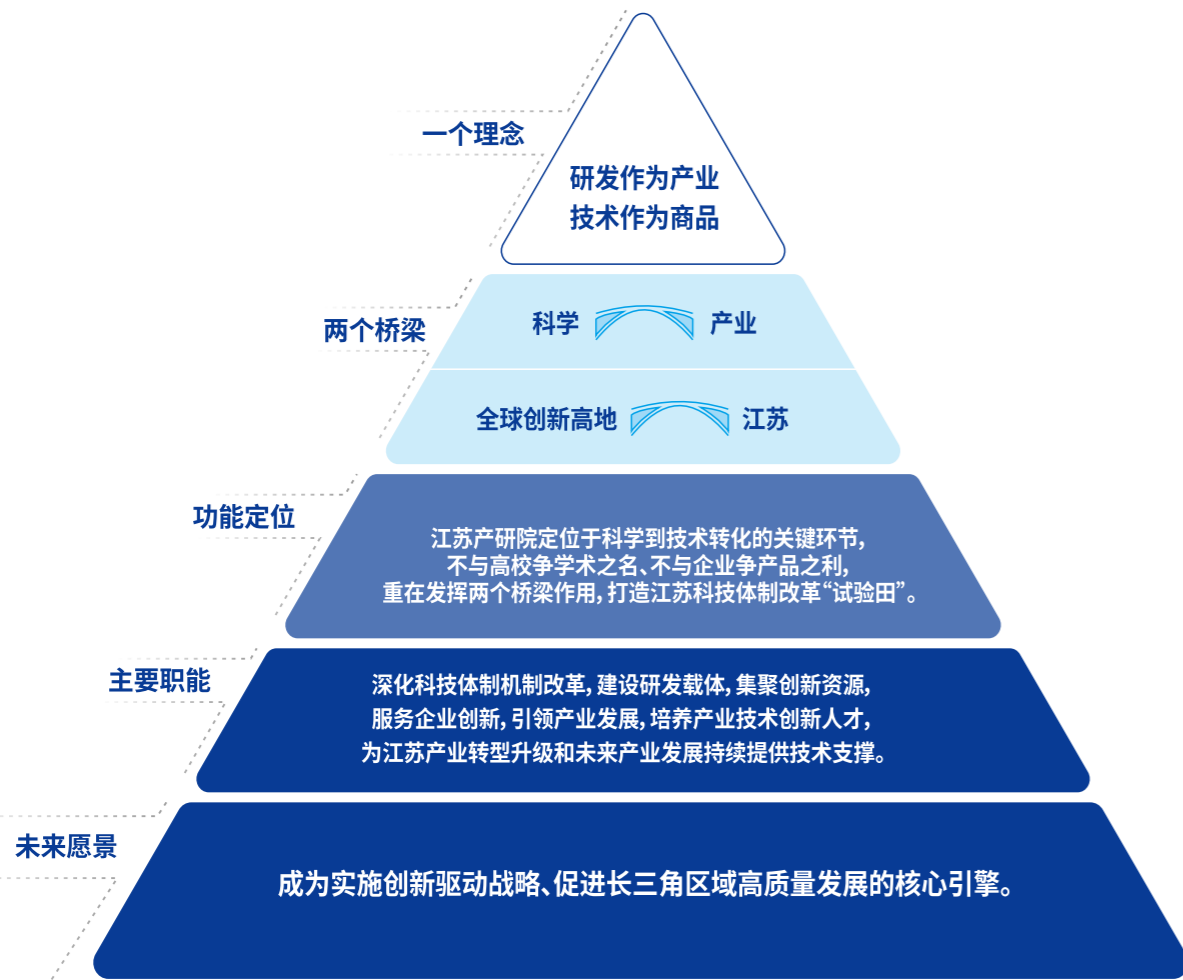 一个理念
研发作为产业
技术作为商品
两个桥梁
科学 产业
全球创新高地 江苏
功能定位
江苏产研院定位于科学到技术转化的关键环节,
不与高校争学术之名、不与企业争产品之利,
重在发挥两个桥梁作用,打造江苏科技体制改革“试验田”。
主要职能
深化科技体制机制改革,建设研发载体,集聚创新资源,
服务企业创新,引领产业发展,培养产业技术创新人才,
为江苏产业转型升级和未来产业发展持续提供技术支撑。
未来愿景
成为实施创新驱动战略、促进长三角区域高质量发展的核心引擎。